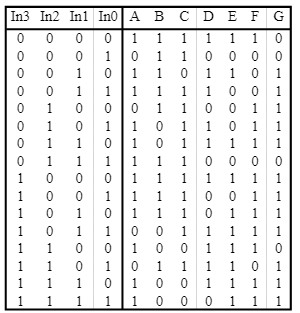 In3 In2 In1 In0 A B C D E F G
0 0 0 0 1 1 1 1 1 1 0
0 0 0 1 0 1 1 0 0 0 0
0 0 1 0 1 1 0 1 1 0 1
0 0 1 1 1 1 1 1 0 0 1
0 1 0 0 0 1 1 0 0 1 1
0 1 0 1 1 0 1 1 0 1 1
0 1 1 0 1 0 1 1 1 1 1
0 1 1 1 1 1 1 0 0 0 0
1 0 0 0 1 1 1 1 1 1 1
1 0 0 1 1 1 1 0 0 1 1
1 0 1 0 1 1 1 0 1 1 1
1 0 1 1 0 0 1 1 1 1 1
1 1 0 0 1 0 0 1 1 1 0
1 1 0 1 0 1 1 1 1 0 1
1 1 1 0 1 0 0 1 1 1 1
1 1 1 1 1 0 0 0 1 1 1